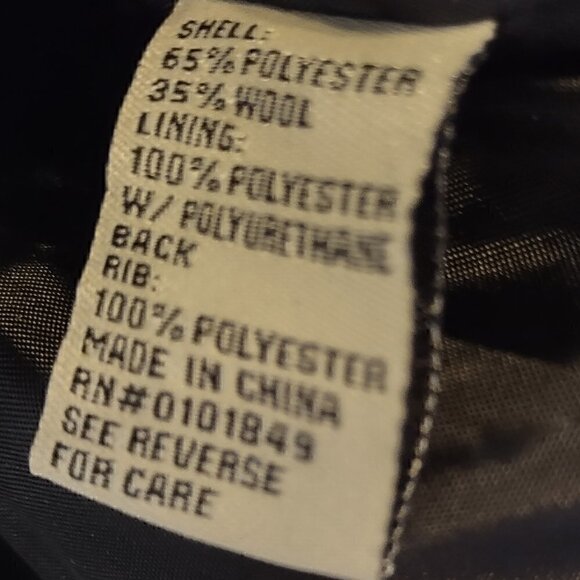 SHELL:
65% POLYESTER
35% WOOL
LINING:
100% POLYESTER
W/ POLYURETHANE
BACK
RIB:
100% POLYESTER
MADE IN CHINA
RN#0101849
SEE REVERSE
FOR CARE